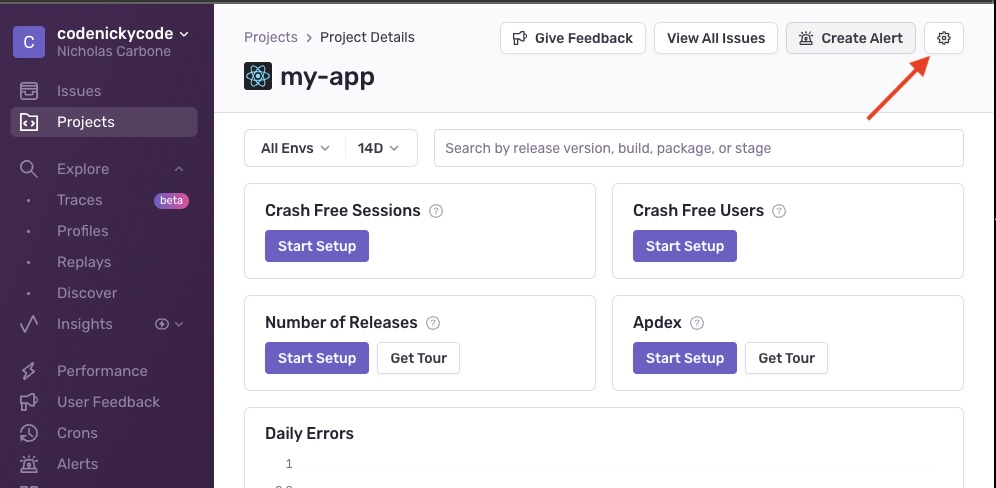 C
codenickycode
Nicholas Carbone
Issues
Projects
Explore
Traces beta
Profiles
Replays
Discover
Insights
Performance
User Feedback
Crons
Alerts
Projects > Project Details
Give Feedback
View All Issues
Create Alert
my-app
All Envs
14D
Search by release version, build, package, or stage
Crash Free Sessions ?
Start Setup
Crash Free Users ?
Start Setup
Number of Releases ?
Start Setup Get Tour
Apdex ?
Start Setup Get Tour
Daily Errors
1